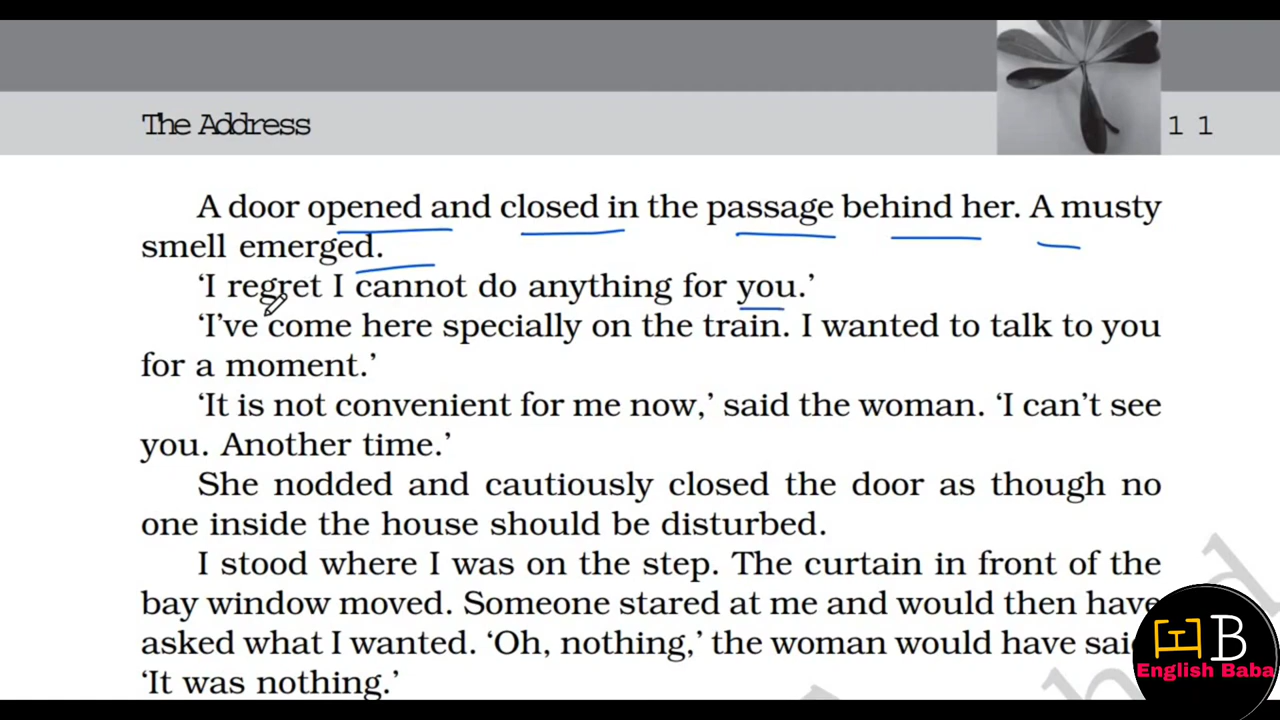 The Address
11
A door opened and closed in the passage behind her. A musty
smell emerged.
‘I regret I cannot do anything for you.’
‘I’ve come here specially on the train. I wanted to talk to you
for a moment.’
‘It is not convenient for me now,’ said the woman. ‘I can’t see
you. Another time.’
She nodded and cautiously closed the door as though no
one inside the house should be disturbed.
I stood where I was on the step. The curtain in front of the
bay window moved. Someone stared at me and would then have
asked what I wanted. ‘Oh, nothing,’ the woman would have sai
‘It was nothing.’
B
English Baba